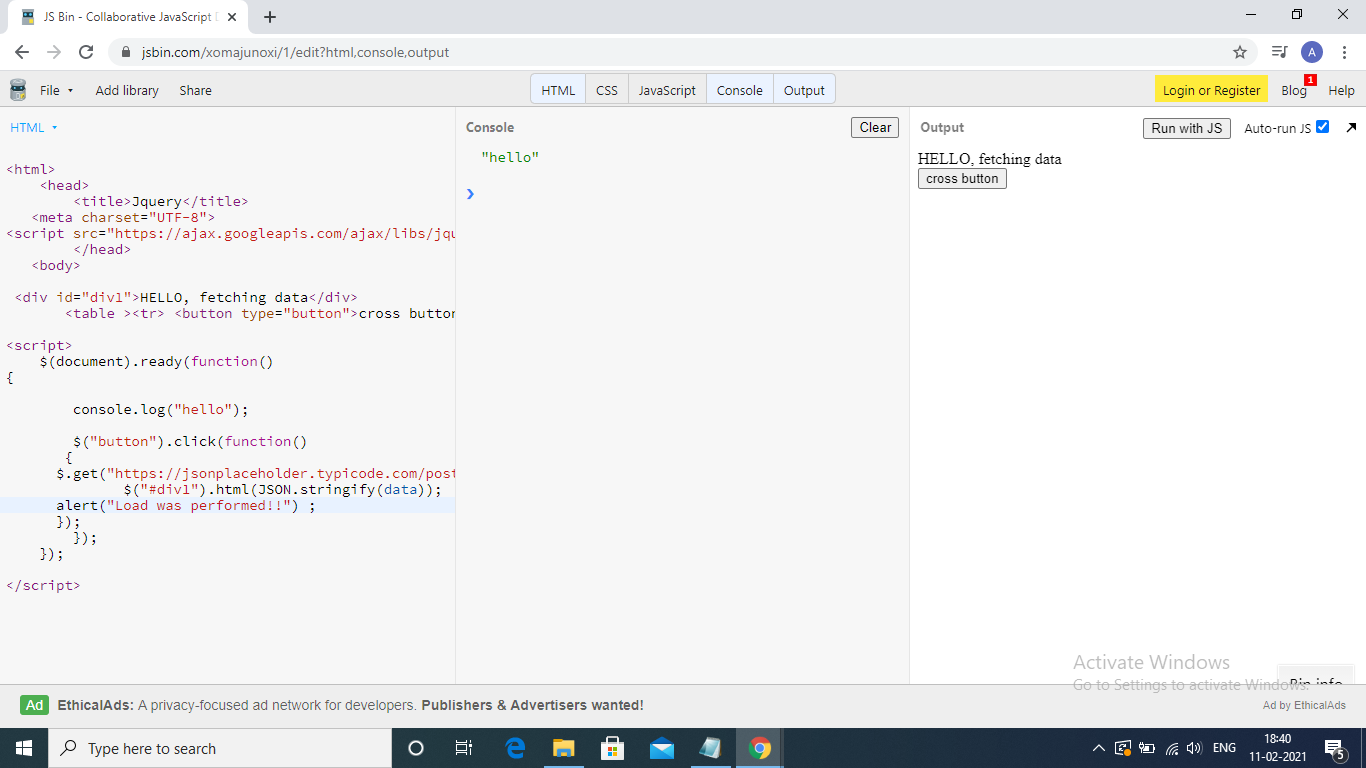 JS Bin - Collaborative JavaScript D
jsbin.com/xomajunoxi/1/edit?html,console,output
A
File
Add library
Share
HTML
CSS
JavaScript
Console
Output
Login or Register
Blog
1
Help
HTML
<html>
<head>
<title>Jquery</title>
<meta charset="UTF-8">
<script src="https://ajax.googleapis.com/ajax/libs/jqu
</head>
<body>
<div id="div1">HELLO, fetching data</div>
<table ><tr> <button type="button">cross button
<script>
$(document).ready(function()
{
console.log("hello");
$("button").click(function()
{
$.get("https://jsonplaceholder.typicode.com/post
$("#div1").html(JSON.stringify(data));
alert("Load was performed!!") ;
});
});
});
</script>
Console
Clear
"hello"
Output
Run with JS
Auto-run JS
HELLO, fetching data
cross button
Activate Windows
Go to Settings to activate Windows.
Bin info
Ad
EthicalAds: A privacy-focused ad network for developers. Publishers & Advertisers wanted!
Ad by EthicalAds
Type here to search
ENG
18:40
11-02-2021
5